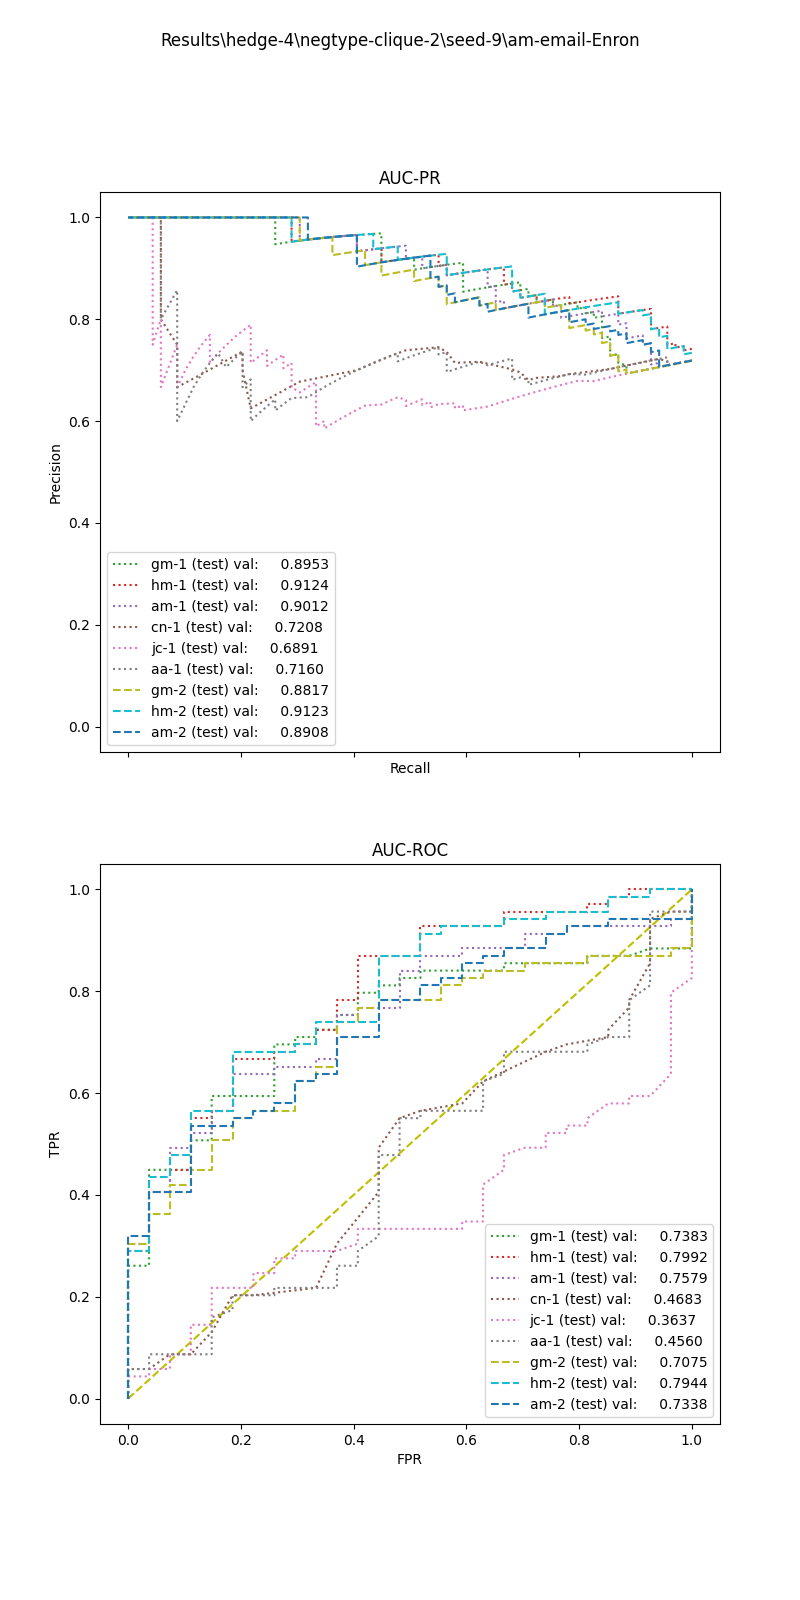 Results\hedge-4\negtype-clique-2\seed-9\am-email-Enron
AUC-PR
1.0
0.8
0.6
0.4
0.2
0.0
Precision
gm-1 (test) val: 0.8953
hm-1 (test) val: 0.9124
am-1 (test) val: 0.9012
cn-1 (test) val: 0.7208
jc-1 (test) val: 0.6891
aa-1 (test) val: 0.7160
gm-2 (test) val: 0.8817
hm-2 (test) val: 0.9123
am-2 (test) val: 0.8908
Recall
AUC-ROC
1.0
0.8
0.6
0.4
0.2
0.0
TPR
gm-1 (test) val: 0.7383
hm-1 (test) val: 0.7992
am-1 (test) val: 0.7579
cn-1 (test) val: 0.4683
jc-1 (test) val: 0.3637
aa-1 (test) val: 0.4560
gm-2 (test) val: 0.7075
hm-2 (test) val: 0.7944
am-2 (test) val: 0.7338
0.0 0.2 0.4 0.6 0.8 1.0
FPR